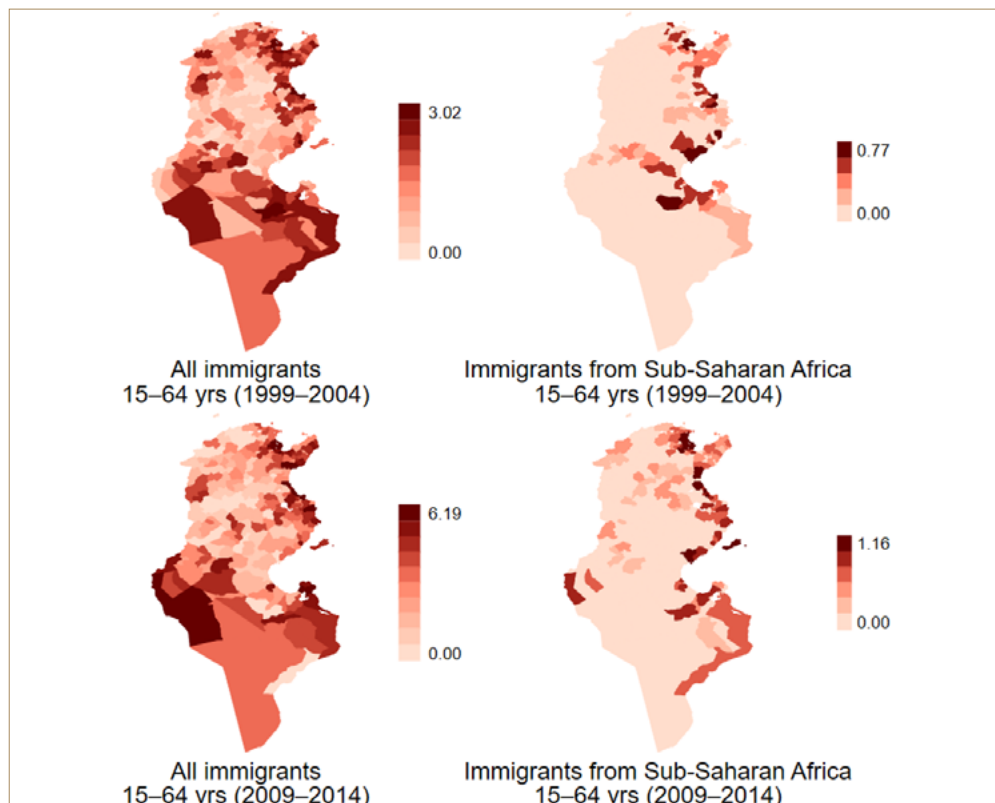 3.02
0.00
0.77
0.00
All immigrants
15–64 yrs (1999–2004)
Immigrants from Sub-Saharan Africa
15–64 yrs (1999–2004)
6.19
0.00
1.16
0.00
All immigrants
15–64 yrs (2009–2014)
Immigrants from Sub-Saharan Africa
15–64 yrs (2009–2014)